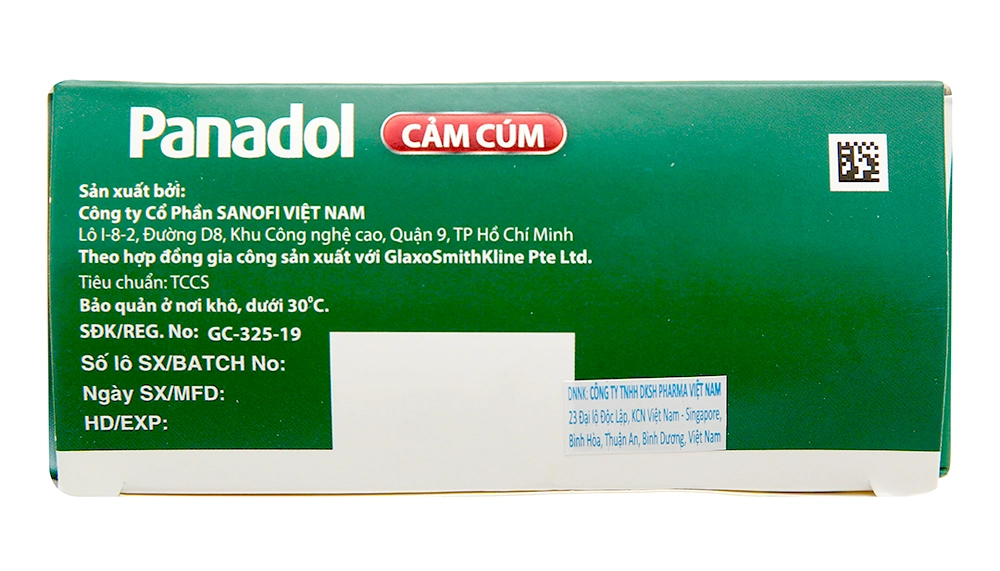 Panadol CẢM CÚM
Sản xuất bởi:
Công ty Cổ Phần SANOFI VIỆT NAM
Lô I-8-2, Đường D8, Khu Công nghệ cao, Quận 9, TP Hồ Chí Minh
Theo hợp đồng gia công sản xuất với GlaxoSmithKline Pte Ltd.
Tiêu chuẩn: TCCS
Bảo quản ở nơi khô, dưới 30⁰C.
SĐK/REG. No: GC-325-19
Số lô SX/BATCH No:
Ngày SX/MFD:
HD/EXP:
DNNK: CÔNG TY TNHH DKSH PHARMA VIỆT NAM
23 Đại lô Độc Lập, KCN Việt Nam - Singapore,
Bình Hòa, Thuận An, Bình Dương, Việt Nam